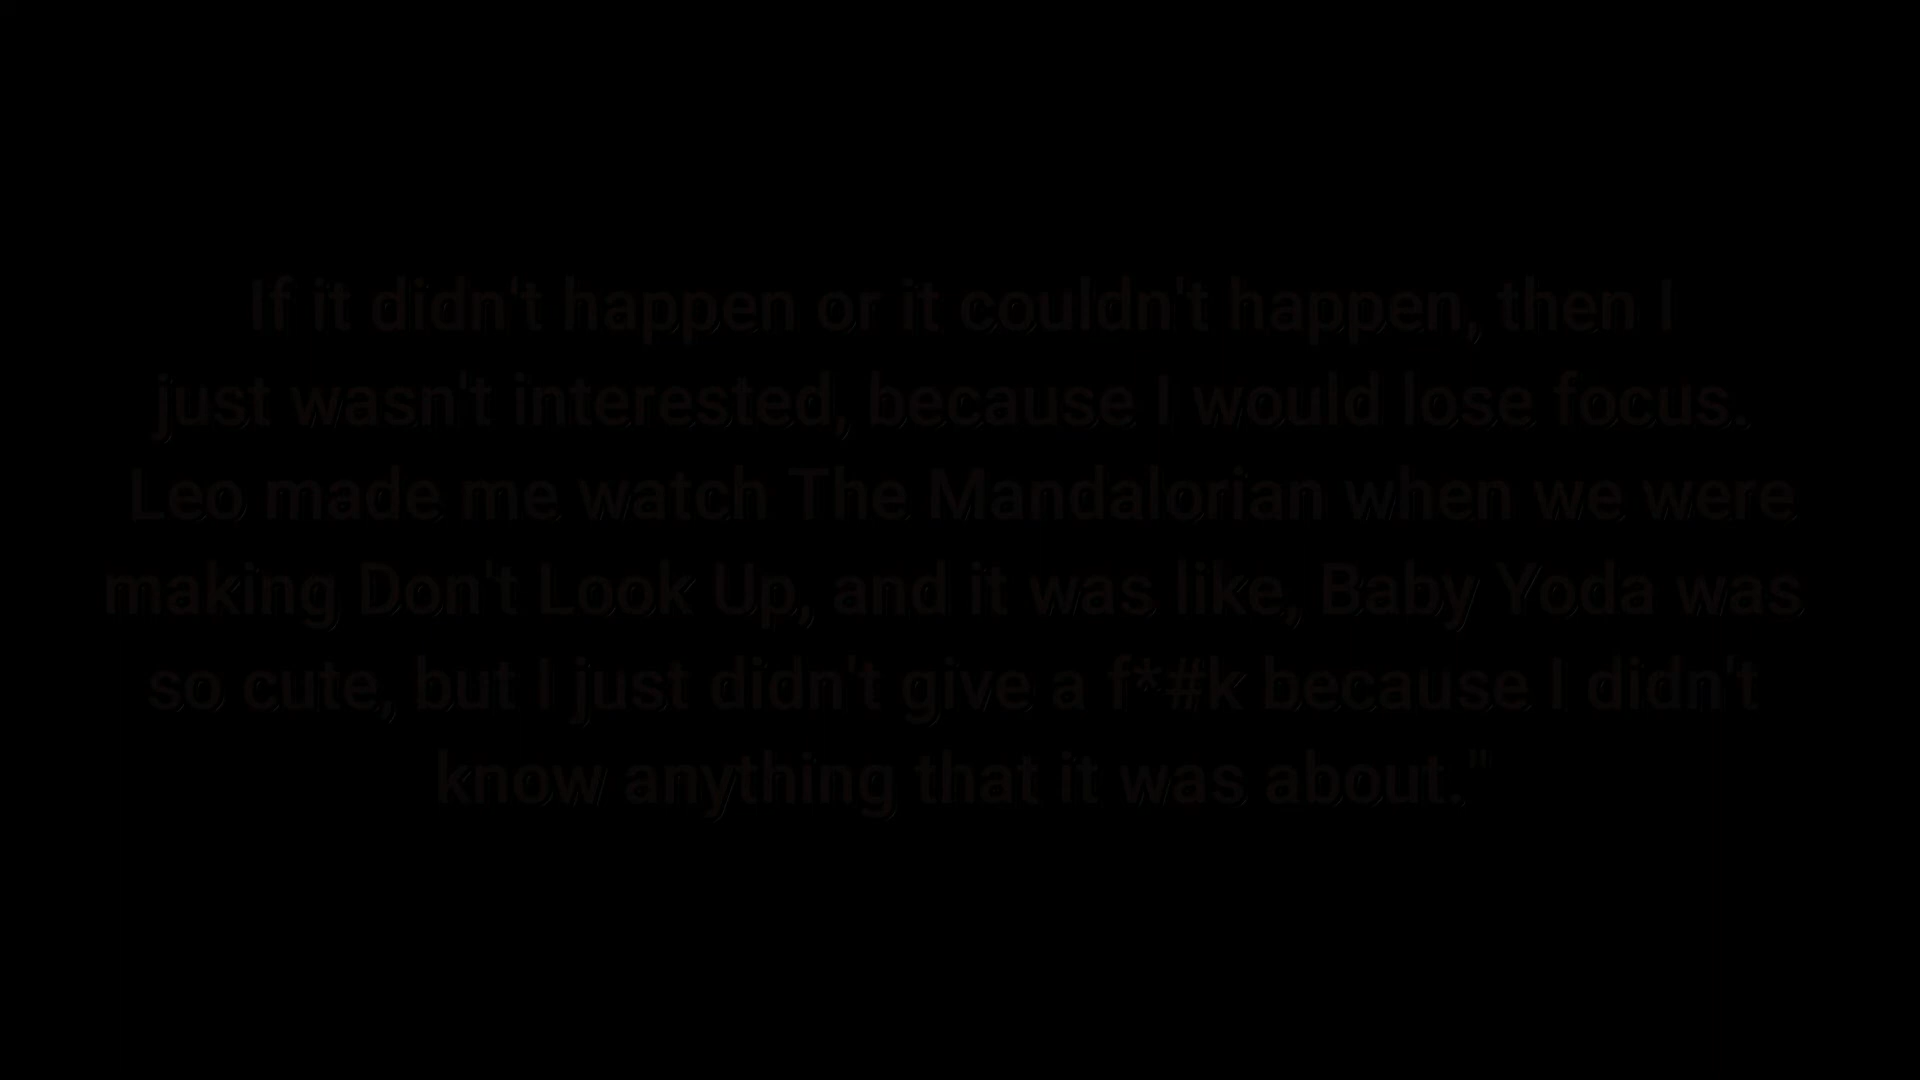 If it didn't happen or it couldn't happen, then I
just wasn't interested, because I would lose focus.
Leo made me watch The Mandalorian when we were
making Don't Look Up, and it was like, Baby Yoda was
so cute, but I just didn't give a f*#k because I didn't
know anything that it was about."